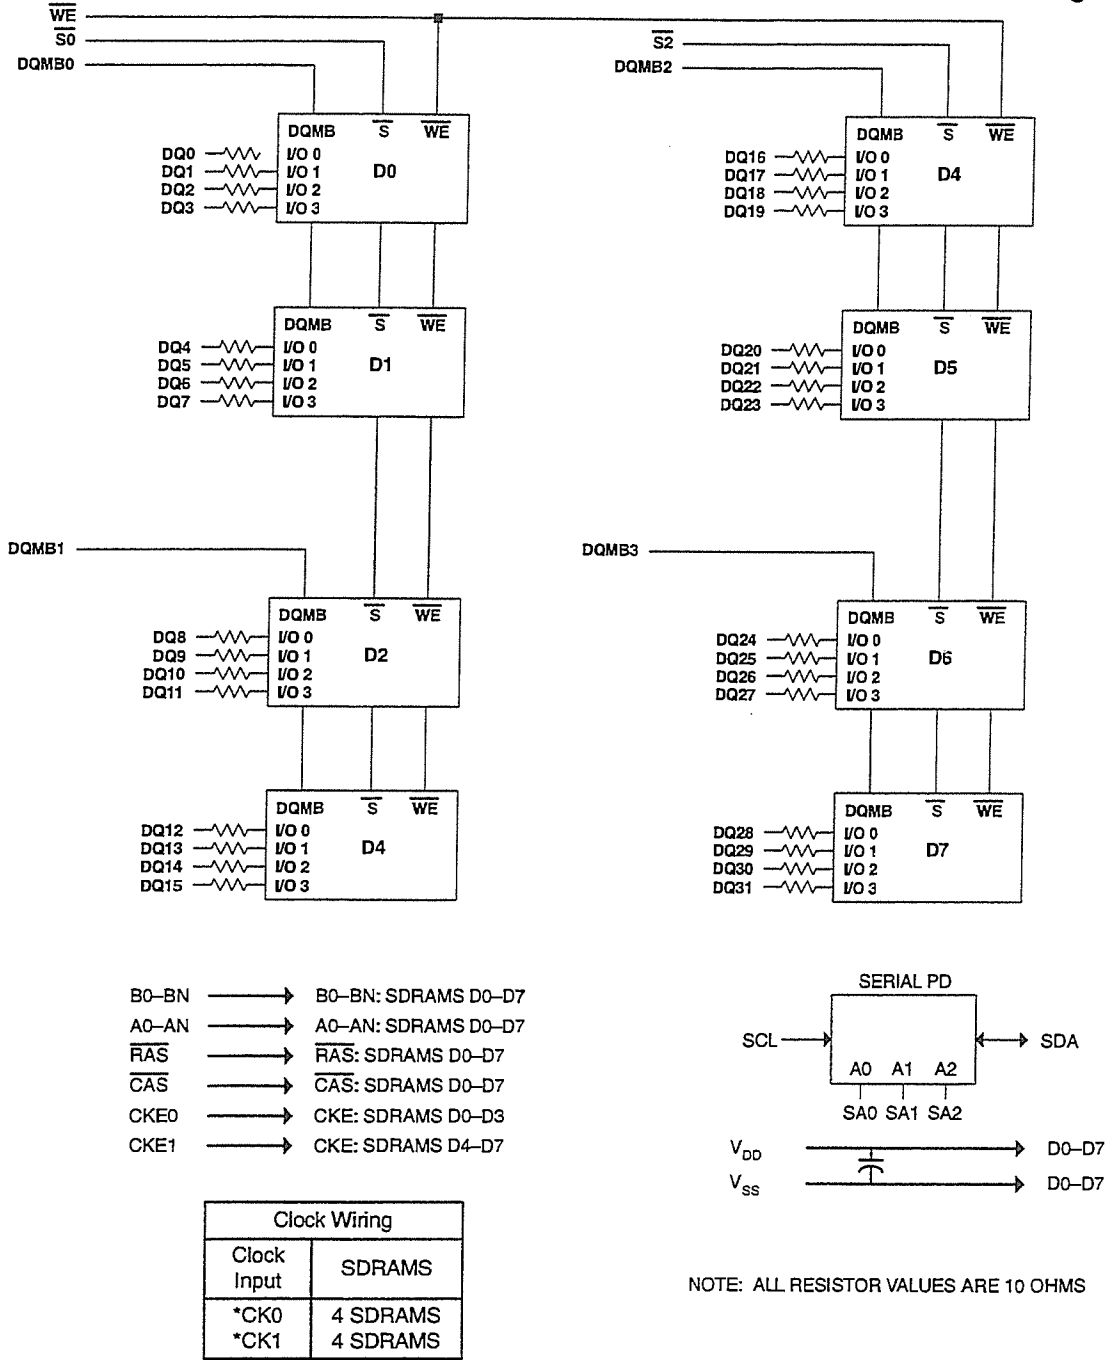 WE
S0
DQMB0
DQMB S WE
DQ0 I/O 0
DQ1 I/O 1
DQ2 I/O 2
DQ3 I/O 3
D0
DQMB S WE
DQ4 I/O 0
DQ5 I/O 1
DQ6 I/O 2
DQ7 I/O 3
D1
DQMB1
DQMB S WE
DQ8 I/O 0
DQ9 I/O 1
DQ10 I/O 2
DQ11 I/O 3
D2
DQMB S WE
DQ12 I/O 0
DQ13 I/O 1
DQ14 I/O 2
DQ15 I/O 3
D4
S2
DQMB2
DQMB S WE
DQ16 I/O 0
DQ17 I/O 1
DQ18 I/O 2
DQ19 I/O 3
D4
DQMB S WE
DQ20 I/O 0
DQ21 I/O 1
DQ22 I/O 2
DQ23 I/O 3
D5
DQMB3
DQMB S WE
DQ24 I/O 0
DQ25 I/O 1
DQ26 I/O 2
DQ27 I/O 3
D6
DQMB S WE
DQ28 I/O 0
DQ29 I/O 1
DQ30 I/O 2
DQ31 I/O 3
D7
B0–BN B0–BN: SDRAMS D0–D7
A0–AN A0–AN: SDRAMS D0–D7
RAS RAS: SDRAMS D0–D7
CAS CAS: SDRAMS D0–D7
CKE0 CKE: SDRAMS D0–D3
CKE1 CKE: SDRAMS D4–D7
SERIAL PD
SCL SDA
A0 A1 A2
SA0 SA1 SA2
VDD D0–D7
VSS D0–D7
Clock Wiring
Clock Input SDRAMS
*CK0 4 SDRAMS
*CK1 4 SDRAMS
NOTE: ALL RESISTOR VALUES ARE 10 OHMS